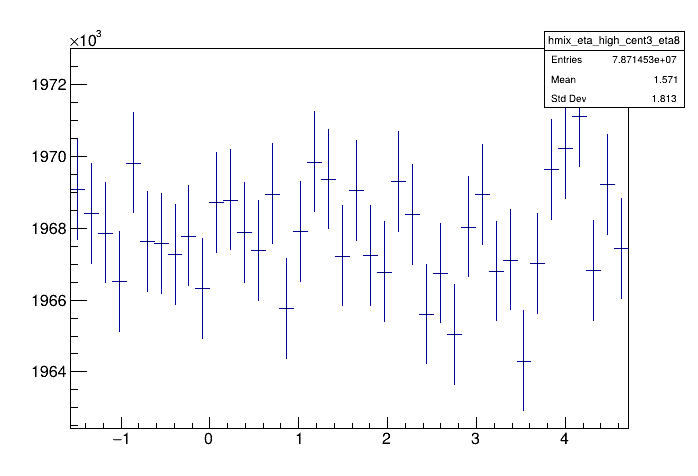 ×10³
hmix_eta_high_cent3_eta8
Entries 7.871453e+07
Mean 1.571
Std Dev 1.813
1972
1970
1968
1966
1964
−1 0 1 2 3 4